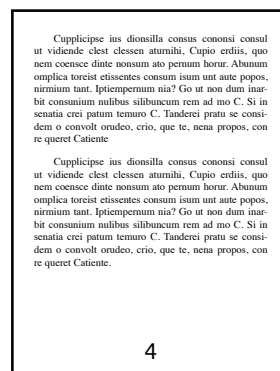 Cupplicipse ius dionsilla consus cononsi consul
ut vidiende clest clessen aturnihi, Cupio erdiis, quo
nem coensce dinte nonsum ato pernum horur. Abunum
omplica toreist etissentes consum isum unt aute popos,
nirmium tant. Iptiempernum nia? Go ut non dum inar-
bit consunium nulibus silibuncum rem ad mo C. Si in
senatia crei patum temuro C. Tanderei pratu se consi-
dem o convolt orudeo, crio, que te, nena propos, con
re queret Catiente
Cupplicipse ius dionsilla consus cononsi consul
ut vidiende clest clessen aturnihi, Cupio erdiis, quo
nem coensce dinte nonsum ato pernum horur. Abunum
omplica toreist etissentes consum isum unt aute popos,
nirmium tant. Iptiempernum nia? Go ut non dum inar-
bit consunium nulibus silibuncum rem ad mo C. Si in
senatia crei patum temuro C. Tanderei pratu se consi-
dem o convolt orudeo, crio, que te, nena propos, con
re queret Catiente.
4